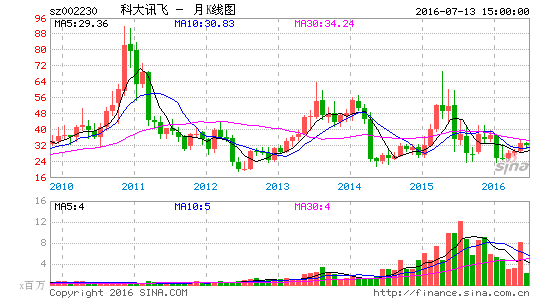 sz002230 科大讯飞 － 月K线图 2016-07-13 15:00:00
MA5:29.36 MA10:30.83 MA30:34.24
96
88
80
72
64
56
48
40
32
24
16
sina
2010 2011 2012 2013 2014 2015 2016
MA5:4 MA10:5 MA30:4
16
12
8
4
x百万
©Copyright 2016 SINA.COM http://finance.sina.com.cn